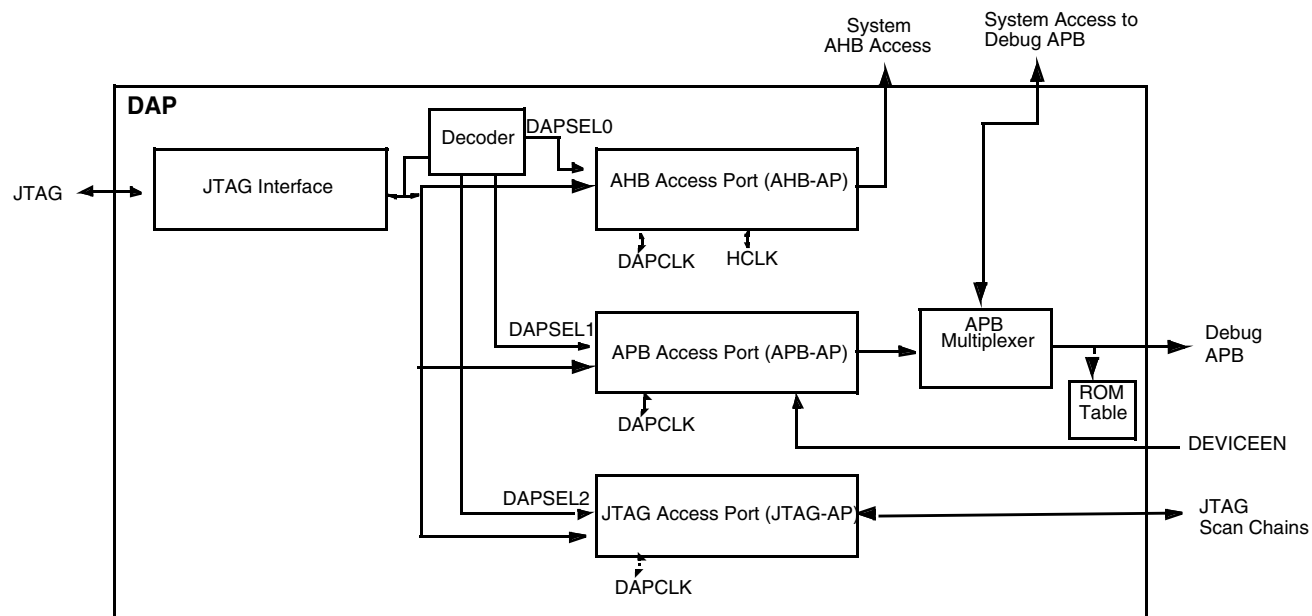 System
AHB Access
System Access to
Debug APB
DAP
Decoder
DAPSEL0
JTAG
JTAG Interface
AHB Access Port (AHB-AP)
DAPCLK
HCLK
DAPSEL1
APB Access Port (APB-AP)
APB
Multiplexer
Debug
APB
ROM
Table
DAPCLK
DEVICEEN
DAPSEL2
JTAG Access Port (JTAG-AP)
JTAG
Scan Chains
DAPCLK